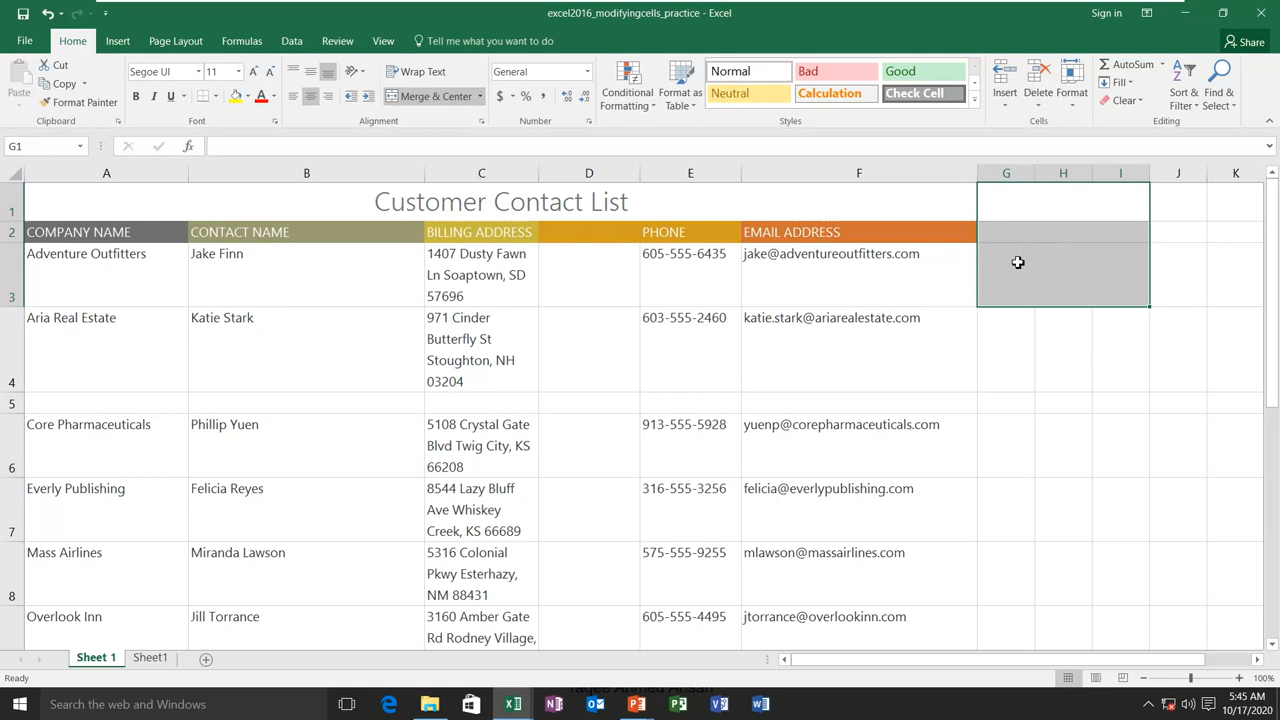 excel2016_modifyingcells_practice - Excel
Sign in
File Home Insert Page Layout Formulas Data Review View Tell me what you want to do
Share
Paste
Cut
Copy
Format Painter
Clipboard
Segoe UI 11
B I U
Font
Wrap Text
Merge & Center
Alignment
General
$ % ,
Number
Conditional Formatting
Format as Table
Normal Bad Good
Neutral Calculation Check Cell
Styles
Insert Delete Format
Cells
AutoSum
Fill
Clear
Sort & Filter
Find & Select
Editing
G1
fx
A B C D E F G H I J K
1 Customer Contact List
2 COMPANY NAME CONTACT NAME BILLING ADDRESS PHONE EMAIL ADDRESS
Adventure Outfitters Jake Finn 1407 Dusty Fawn 605-555-6435 jake@adventureoutfitters.com
Ln Soaptown, SD
3 57696
Aria Real Estate Katie Stark 971 Cinder 603-555-2460 katie.stark@ariarealestate.com
Butterfly St
Stoughton, NH
4 03204
5
Core Pharmaceuticals Phillip Yuen 5108 Crystal Gate 913-555-5928 yuenp@corepharmaceuticals.com
Blvd Twig City, KS
6 66208
Everly Publishing Felicia Reyes 8544 Lazy Bluff 316-555-3256 felicia@everlypublishing.com
Ave Whiskey
7 Creek, KS 66689
Mass Airlines Miranda Lawson 5316 Colonial 575-555-9255 mlawson@massairlines.com
Pkwy Esterhazy,
8 NM 88431
Overlook Inn Jill Torrance 3160 Amber Gate 605-555-4495 jtorrance@overlookinn.com
Rd Rodney Village,
Sheet 1 Sheet1
Ready
100%
Search the web and Windows
5:45 AM
10/17/2020